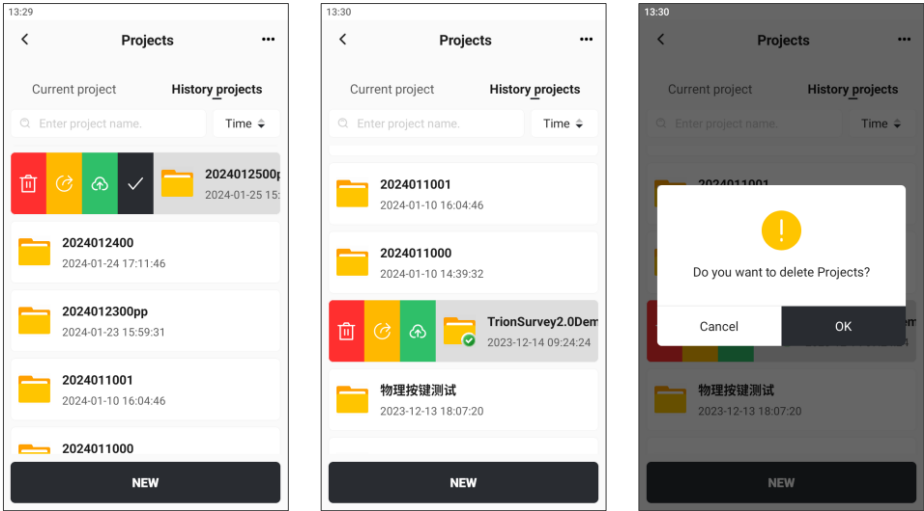 13:29
Projects
Current project
History projects
Enter project name.
Time
2024012500p
2024-01-25 15:
2024012400
2024-01-24 17:11:46
2024012300pp
2024-01-23 15:59:31
2024011001
2024-01-10 16:04:46
2024011000
NEW
13:30
Projects
Current project
History projects
Enter project name.
Time
2024011001
2024-01-10 16:04:46
2024011000
2024-01-10 14:39:32
TrionSurvey2.0Dem
2023-12-14 09:24:24
物理按键测试
2023-12-13 18:07:20
NEW
13:30
Projects
Current project
History projects
Enter project name.
Time
2024011001
Do you want to delete Projects?
Cancel
OK
物理按键测试
2023-12-13 18:07:20
NEW